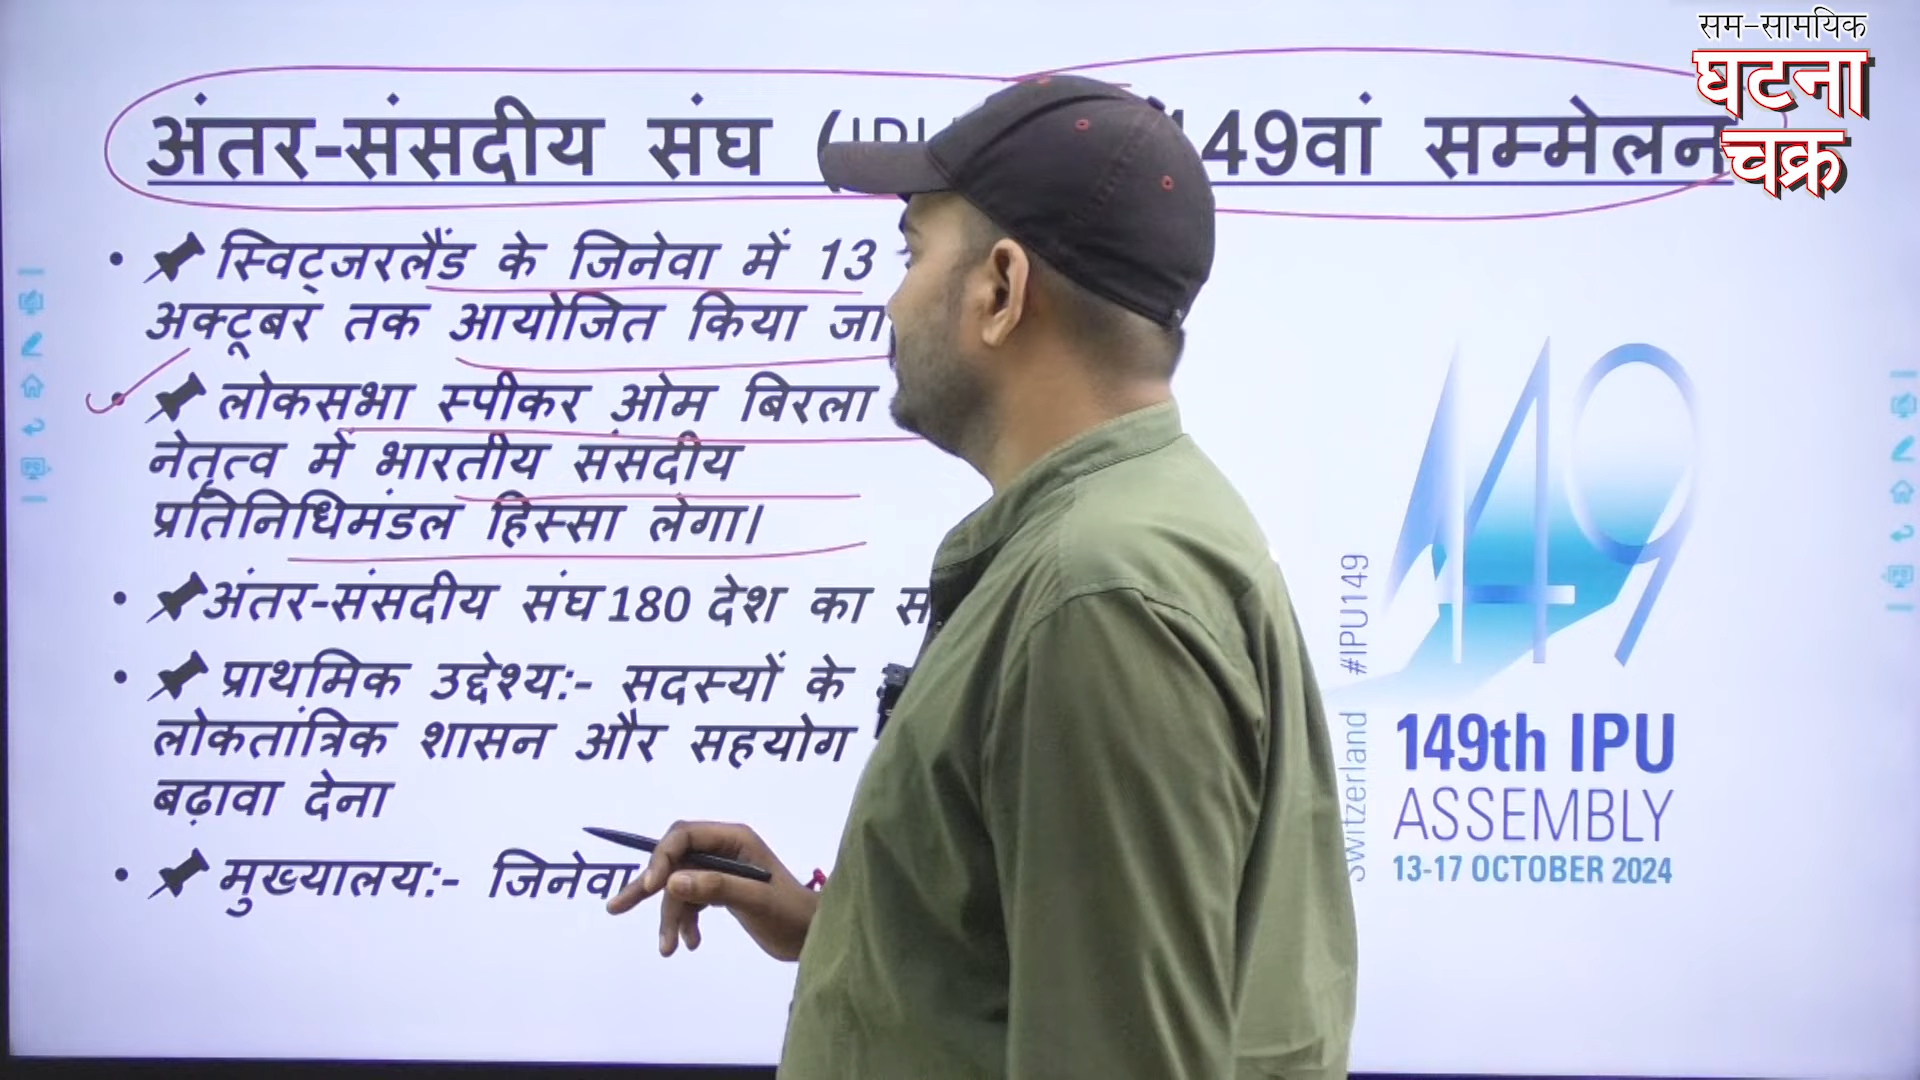 सम-सामयिक
घटना
चक्र
अंतर-संसदीय संघ ( 149वां सम्मेलन
• स्विट्जरलैंड के जिनेवा में 13
अक्टूबर तक आयोजित किया जा
• लोकसभा स्पीकर ओम बिरला
नेतृत्व में भारतीय संसदीय
प्रतिनिधिमंडल हिस्सा लेगा।
• अंतर-संसदीय संघ 180 देश का स
• प्राथमिक उद्देश्य:- सदस्यों के
लोकतांत्रिक शासन और सहयोग
बढ़ावा देना
• मुख्यालय:- जिनेवा
149
Switzerland #IPU149
149th IPU
ASSEMBLY
13-17 OCTOBER 2024